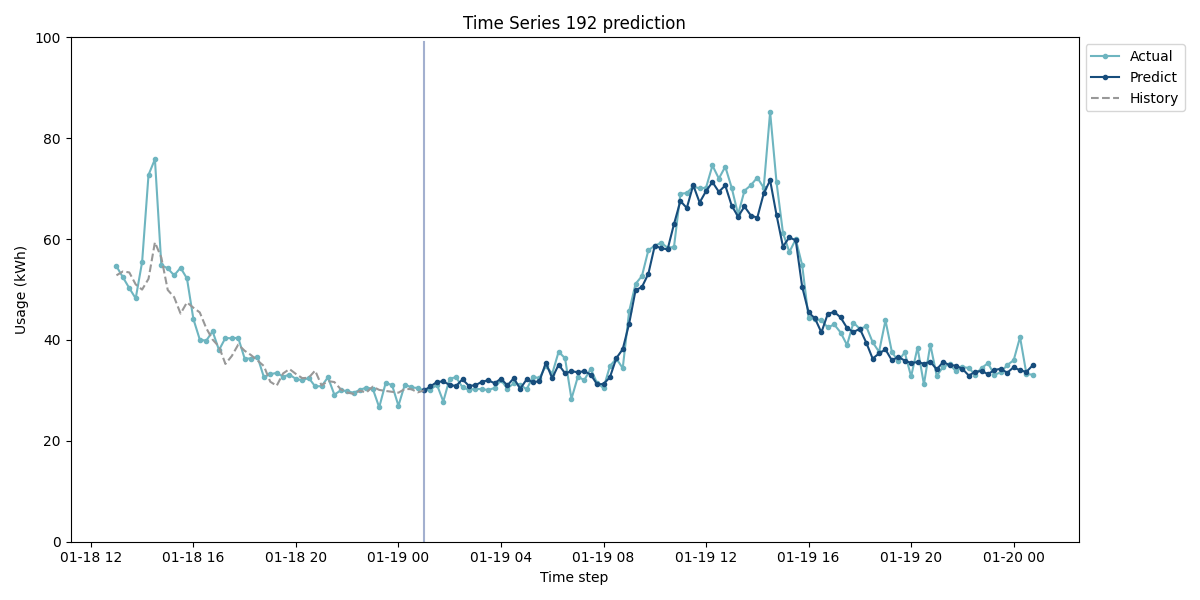 Time Series 192 prediction
100
80
60
40
20
0
Usage (kWh)
01-18 12
01-18 16
01-18 20
01-19 00
01-19 04
01-19 08
01-19 12
01-19 16
01-19 20
01-20 00
Time step
Actual
Predict
History